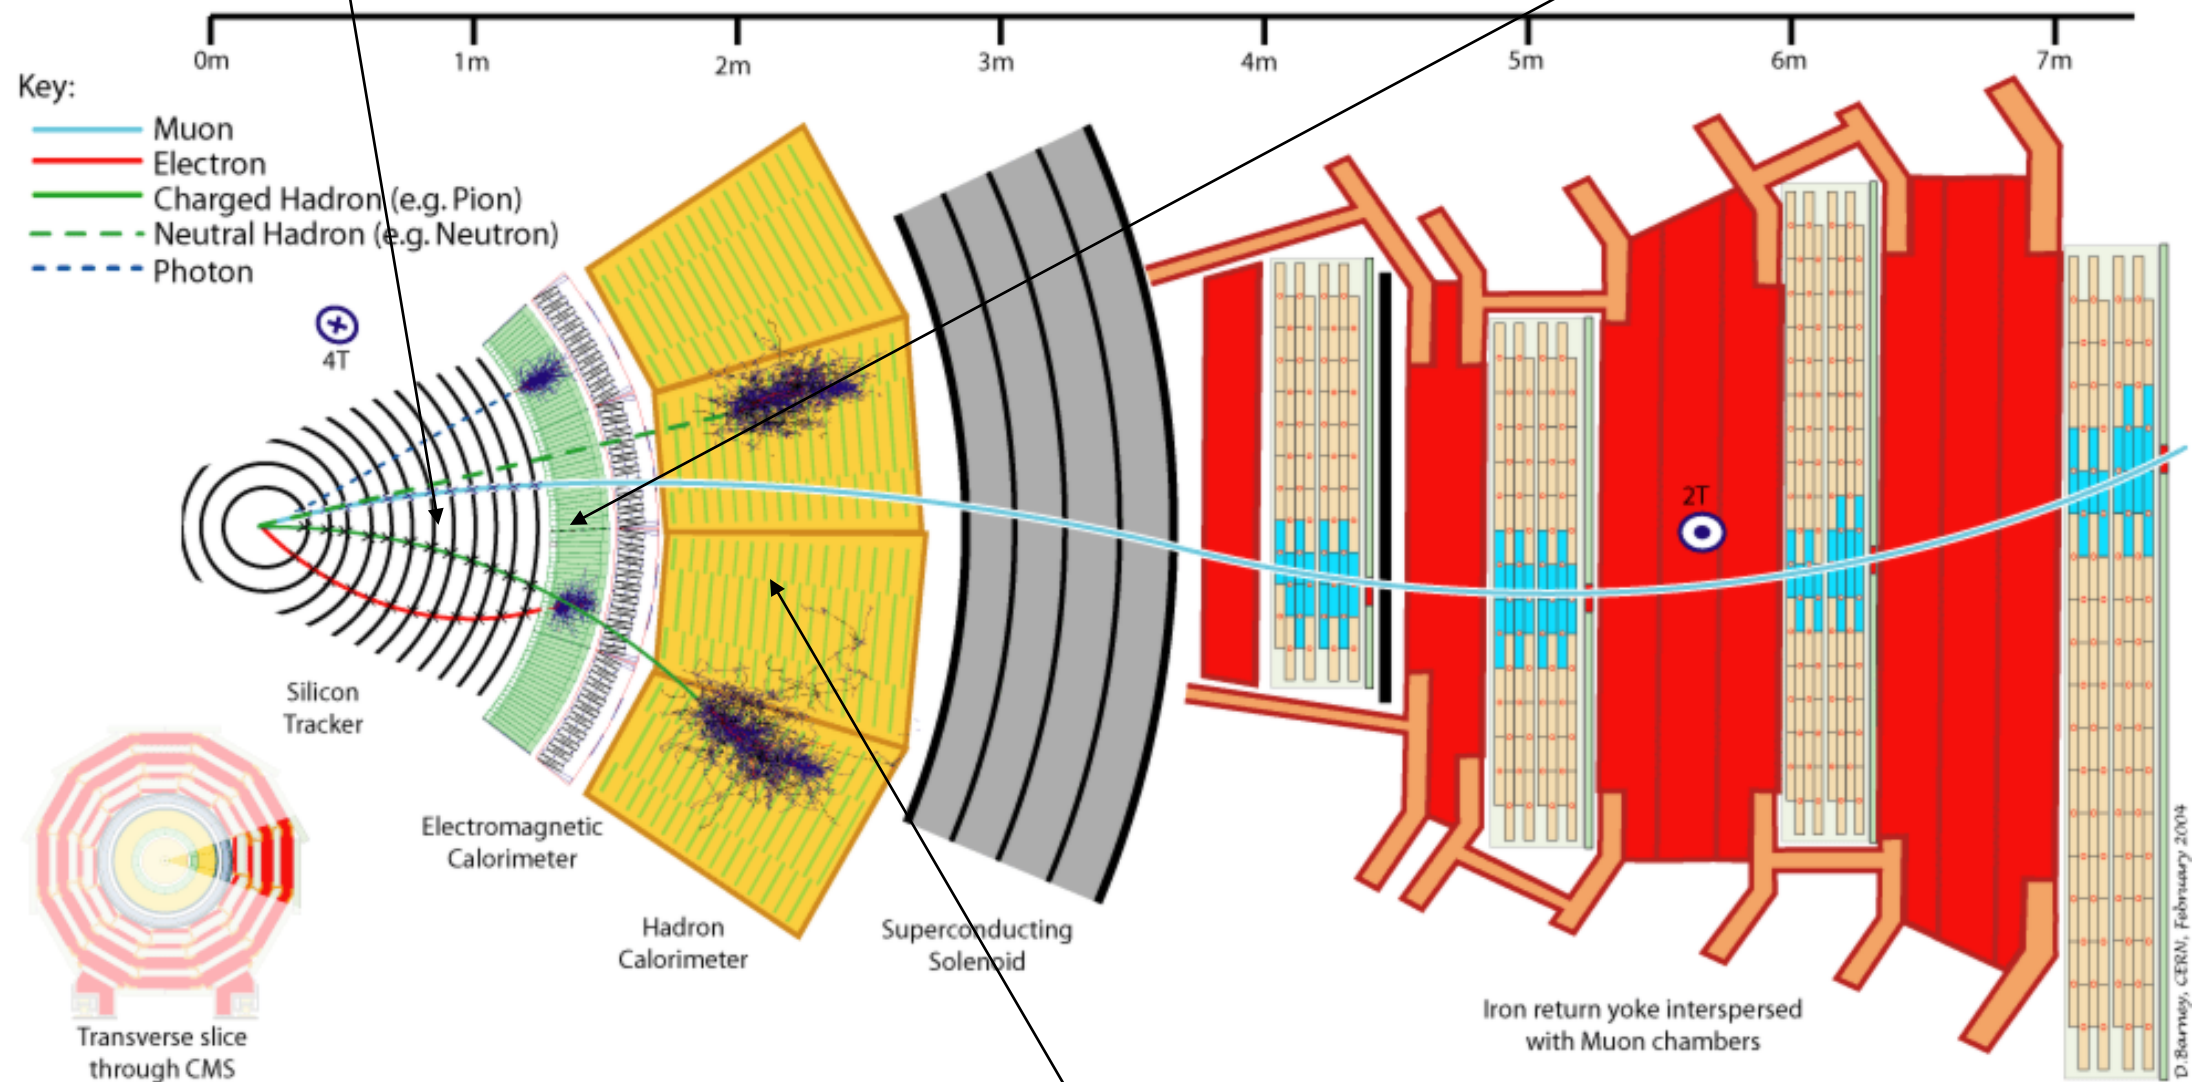 0m 1m 2m 3m 4m 5m 6m 7m
Key:
Muon
Electron
Charged Hadron (e.g. Pion)
Neutral Hadron (e.g. Neutron)
Photon
4T
2T
Silicon
Tracker
Electromagnetic
Calorimeter
Hadron
Calorimeter
Superconducting
Solenoid
Iron return yoke interspersed
with Muon chambers
Transverse slice
through CMS
D.Barney, CERN, February 2004